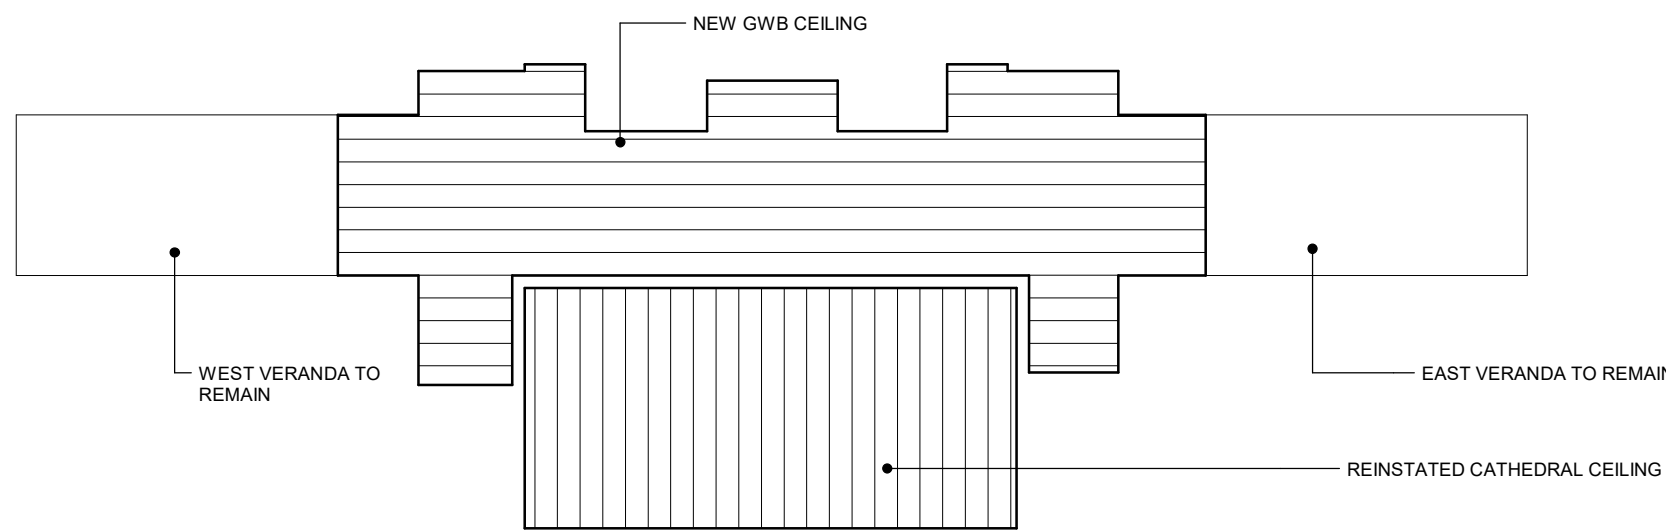 NEW GWB CEILING
WEST VERANDA TO
REMAIN
EAST VERANDA TO REMAIN
REINSTATED CATHEDRAL CEILING